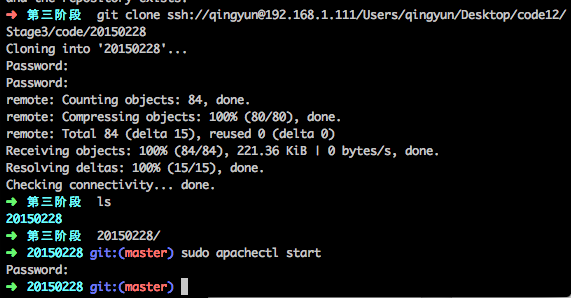 and the repository exists.
➜ 第三阶段 git clone ssh://qingyun@192.168.1.111/Users/qingyun/Desktop/code12/
Stage3/code/20150228
Cloning into '20150228'...
Password:
Password:
remote: Counting objects: 84, done.
remote: Compressing objects: 100% (80/80), done.
remote: Total 84 (delta 15), reused 0 (delta 0)
Receiving objects: 100% (84/84), 221.36 KiB | 0 bytes/s, done.
Resolving deltas: 100% (15/15), done.
Checking connectivity... done.
➜ 第三阶段 ls
20150228
➜ 第三阶段 20150228/
➜ 20150228 git:(master) sudo apachectl start
Password:
➜ 20150228 git:(master)